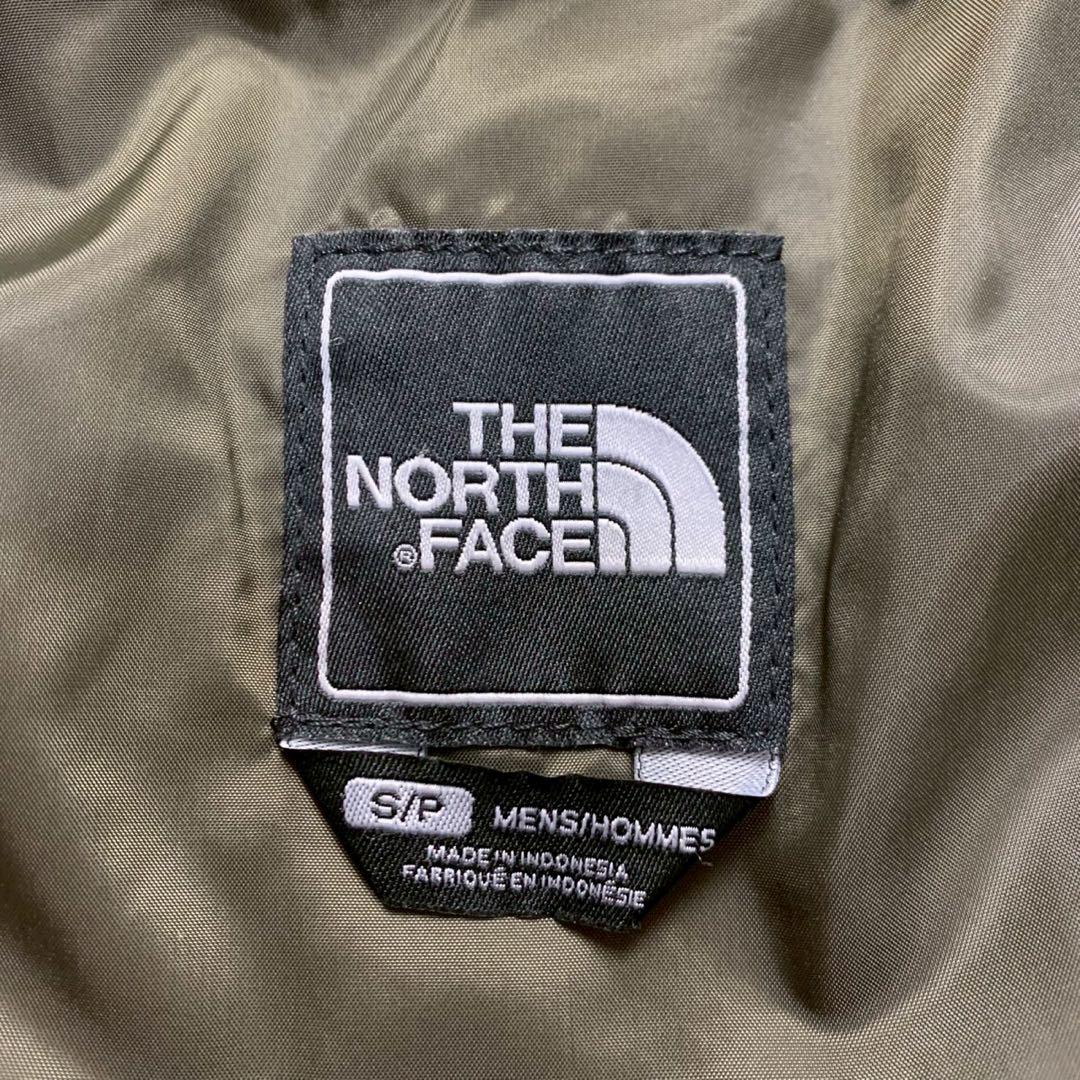 THE
NORTH
®FACE
S/P MENS/HOMMES
MADE IN INDONESIA
FABRIQUÉ EN INDONÉSIE